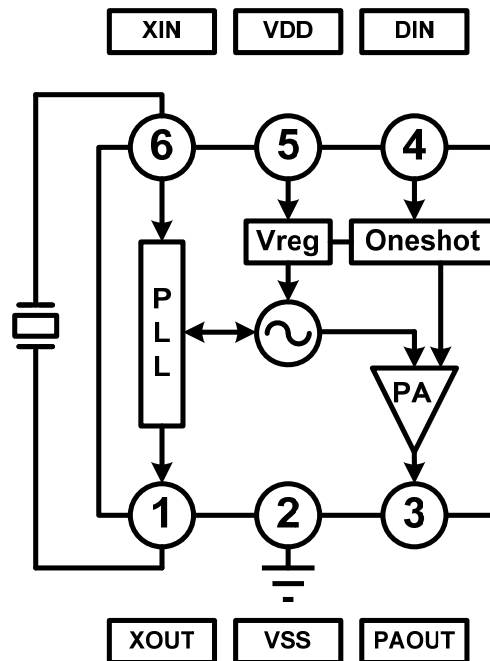 XIN VDD DIN
6 5 4
Vreg Oneshot
P
L
L
PA
1 2 3
XOUT VSS PAOUT